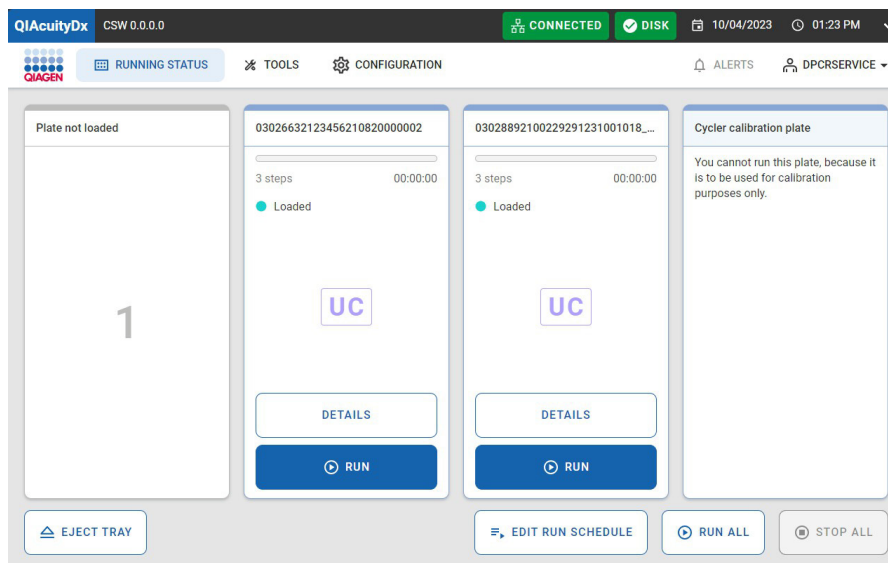 QIAcuityDx CSW 0.0.0.0 CONNECTED DISK 10/04/2023 01:23 PM
QIAGEN RUNNING STATUS TOOLS CONFIGURATION ALERTS DPCRSERVICE
Plate not loaded
1
03026632123456210820000002
3 steps 00:00:00
Loaded
UC
DETAILS
RUN
03028892100229291231001018_...
3 steps 00:00:00
Loaded
UC
DETAILS
RUN
Cycler calibration plate
You cannot run this plate, because it
is to be used for calibration
purposes only.
EJECT TRAY EDIT RUN SCHEDULE RUN ALL STOP ALL